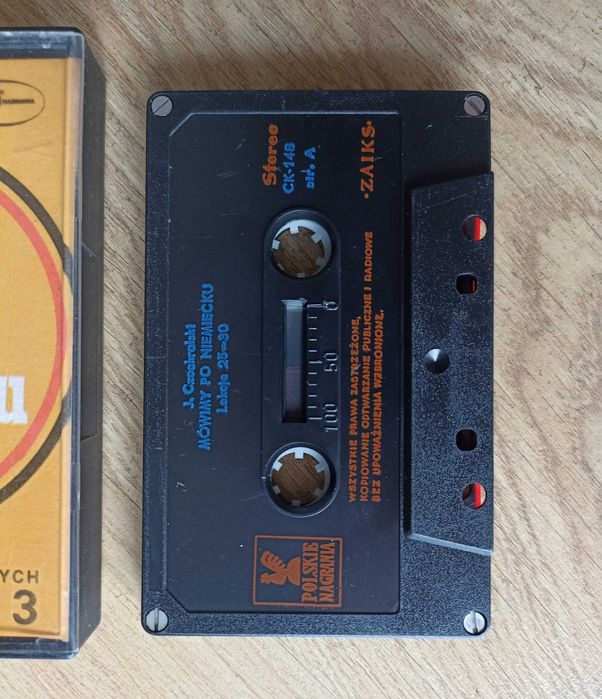 J. Czochralski
MÓWIMY PO NIEMIECKU
Lekcje 25-30
Stereo
CK-148
str. A
·ZAIKS·
100 50 0
WSZYSTKIE PRAWA ZASTRZEŻONE,
KOPIOWANIE ODTWARZANIE PUBLICZNE I RADIOWE
BEZ UPOWAŻNIENIA WZBRONIONE.
POLSKIE
NAGRANIA
u
YCH
3